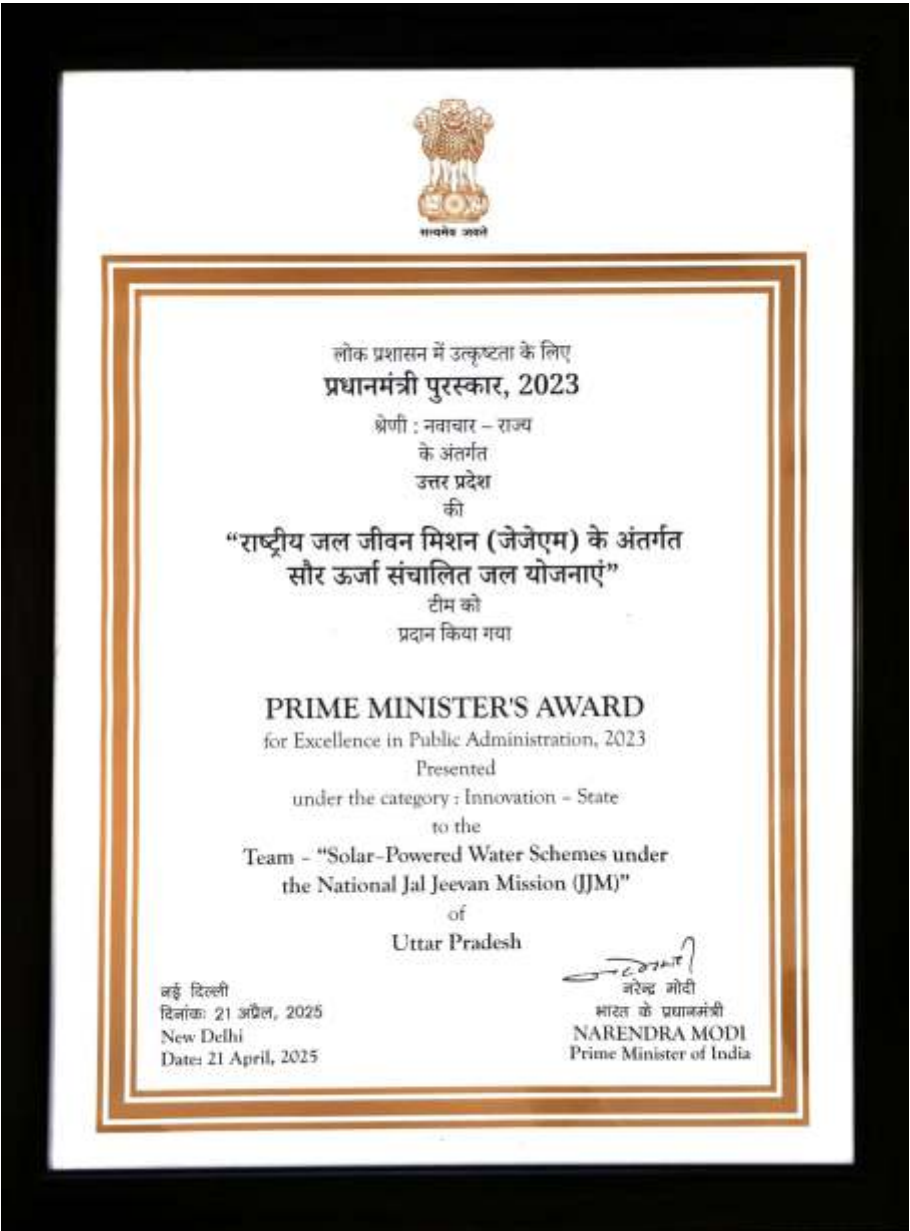 सत्यमेव जयते
लोक प्रशासन में उत्कृष्टता के लिए
प्रधानमंत्री पुरस्कार, 2023
श्रेणी : नवाचार – राज्य
के अंतर्गत
उत्तर प्रदेश
की
“राष्ट्रीय जल जीवन मिशन (जेजेएम) के अंतर्गत
सौर ऊर्जा संचालित जल योजनाएं”
टीम को
प्रदान किया गया
PRIME MINISTER'S AWARD
for Excellence in Public Administration, 2023
Presented
under the category : Innovation – State
to the
Team – “Solar-Powered Water Schemes under
the National Jal Jeevan Mission (JJM)”
of
Uttar Pradesh
नई दिल्ली
दिनांकः 21 अप्रैल, 2025
New Delhi
Date: 21 April, 2025
नरेन्द्र मोदी
भारत के प्रधानमंत्री
NARENDRA MODI
Prime Minister of India